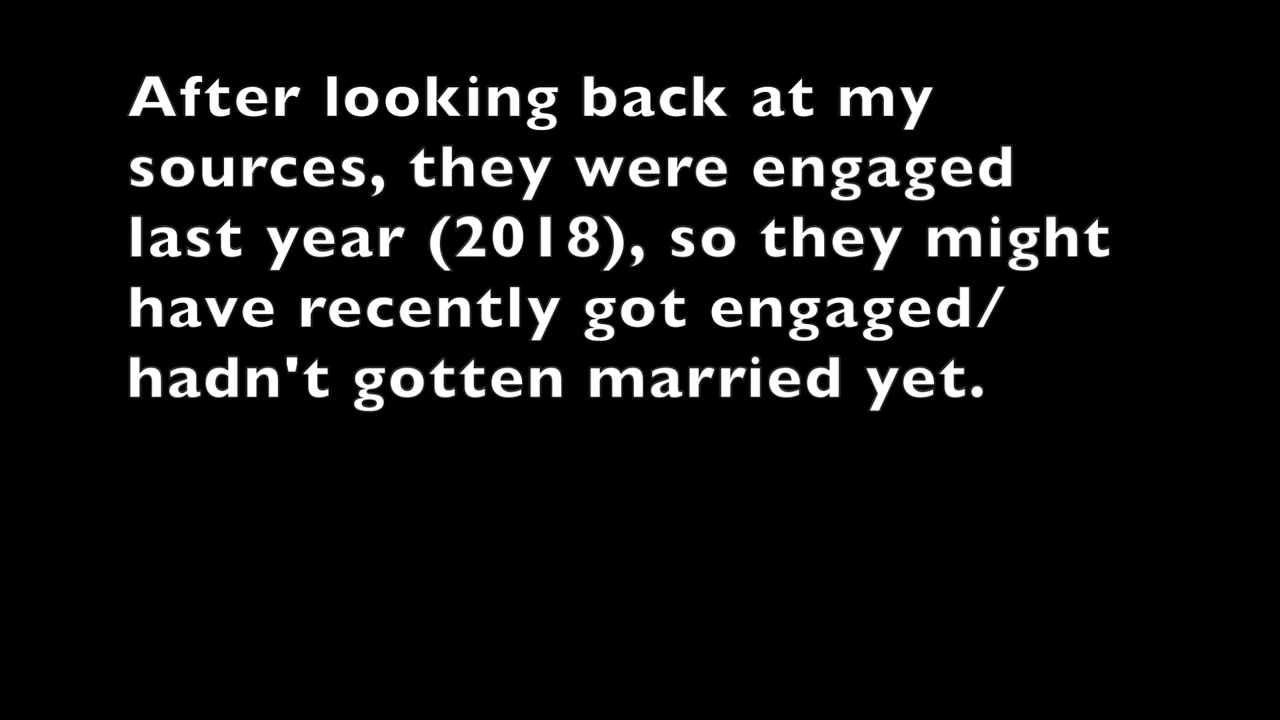 After looking back at my
sources, they were engaged
last year (2018), so they might
have recently got engaged/
hadn't gotten married yet.